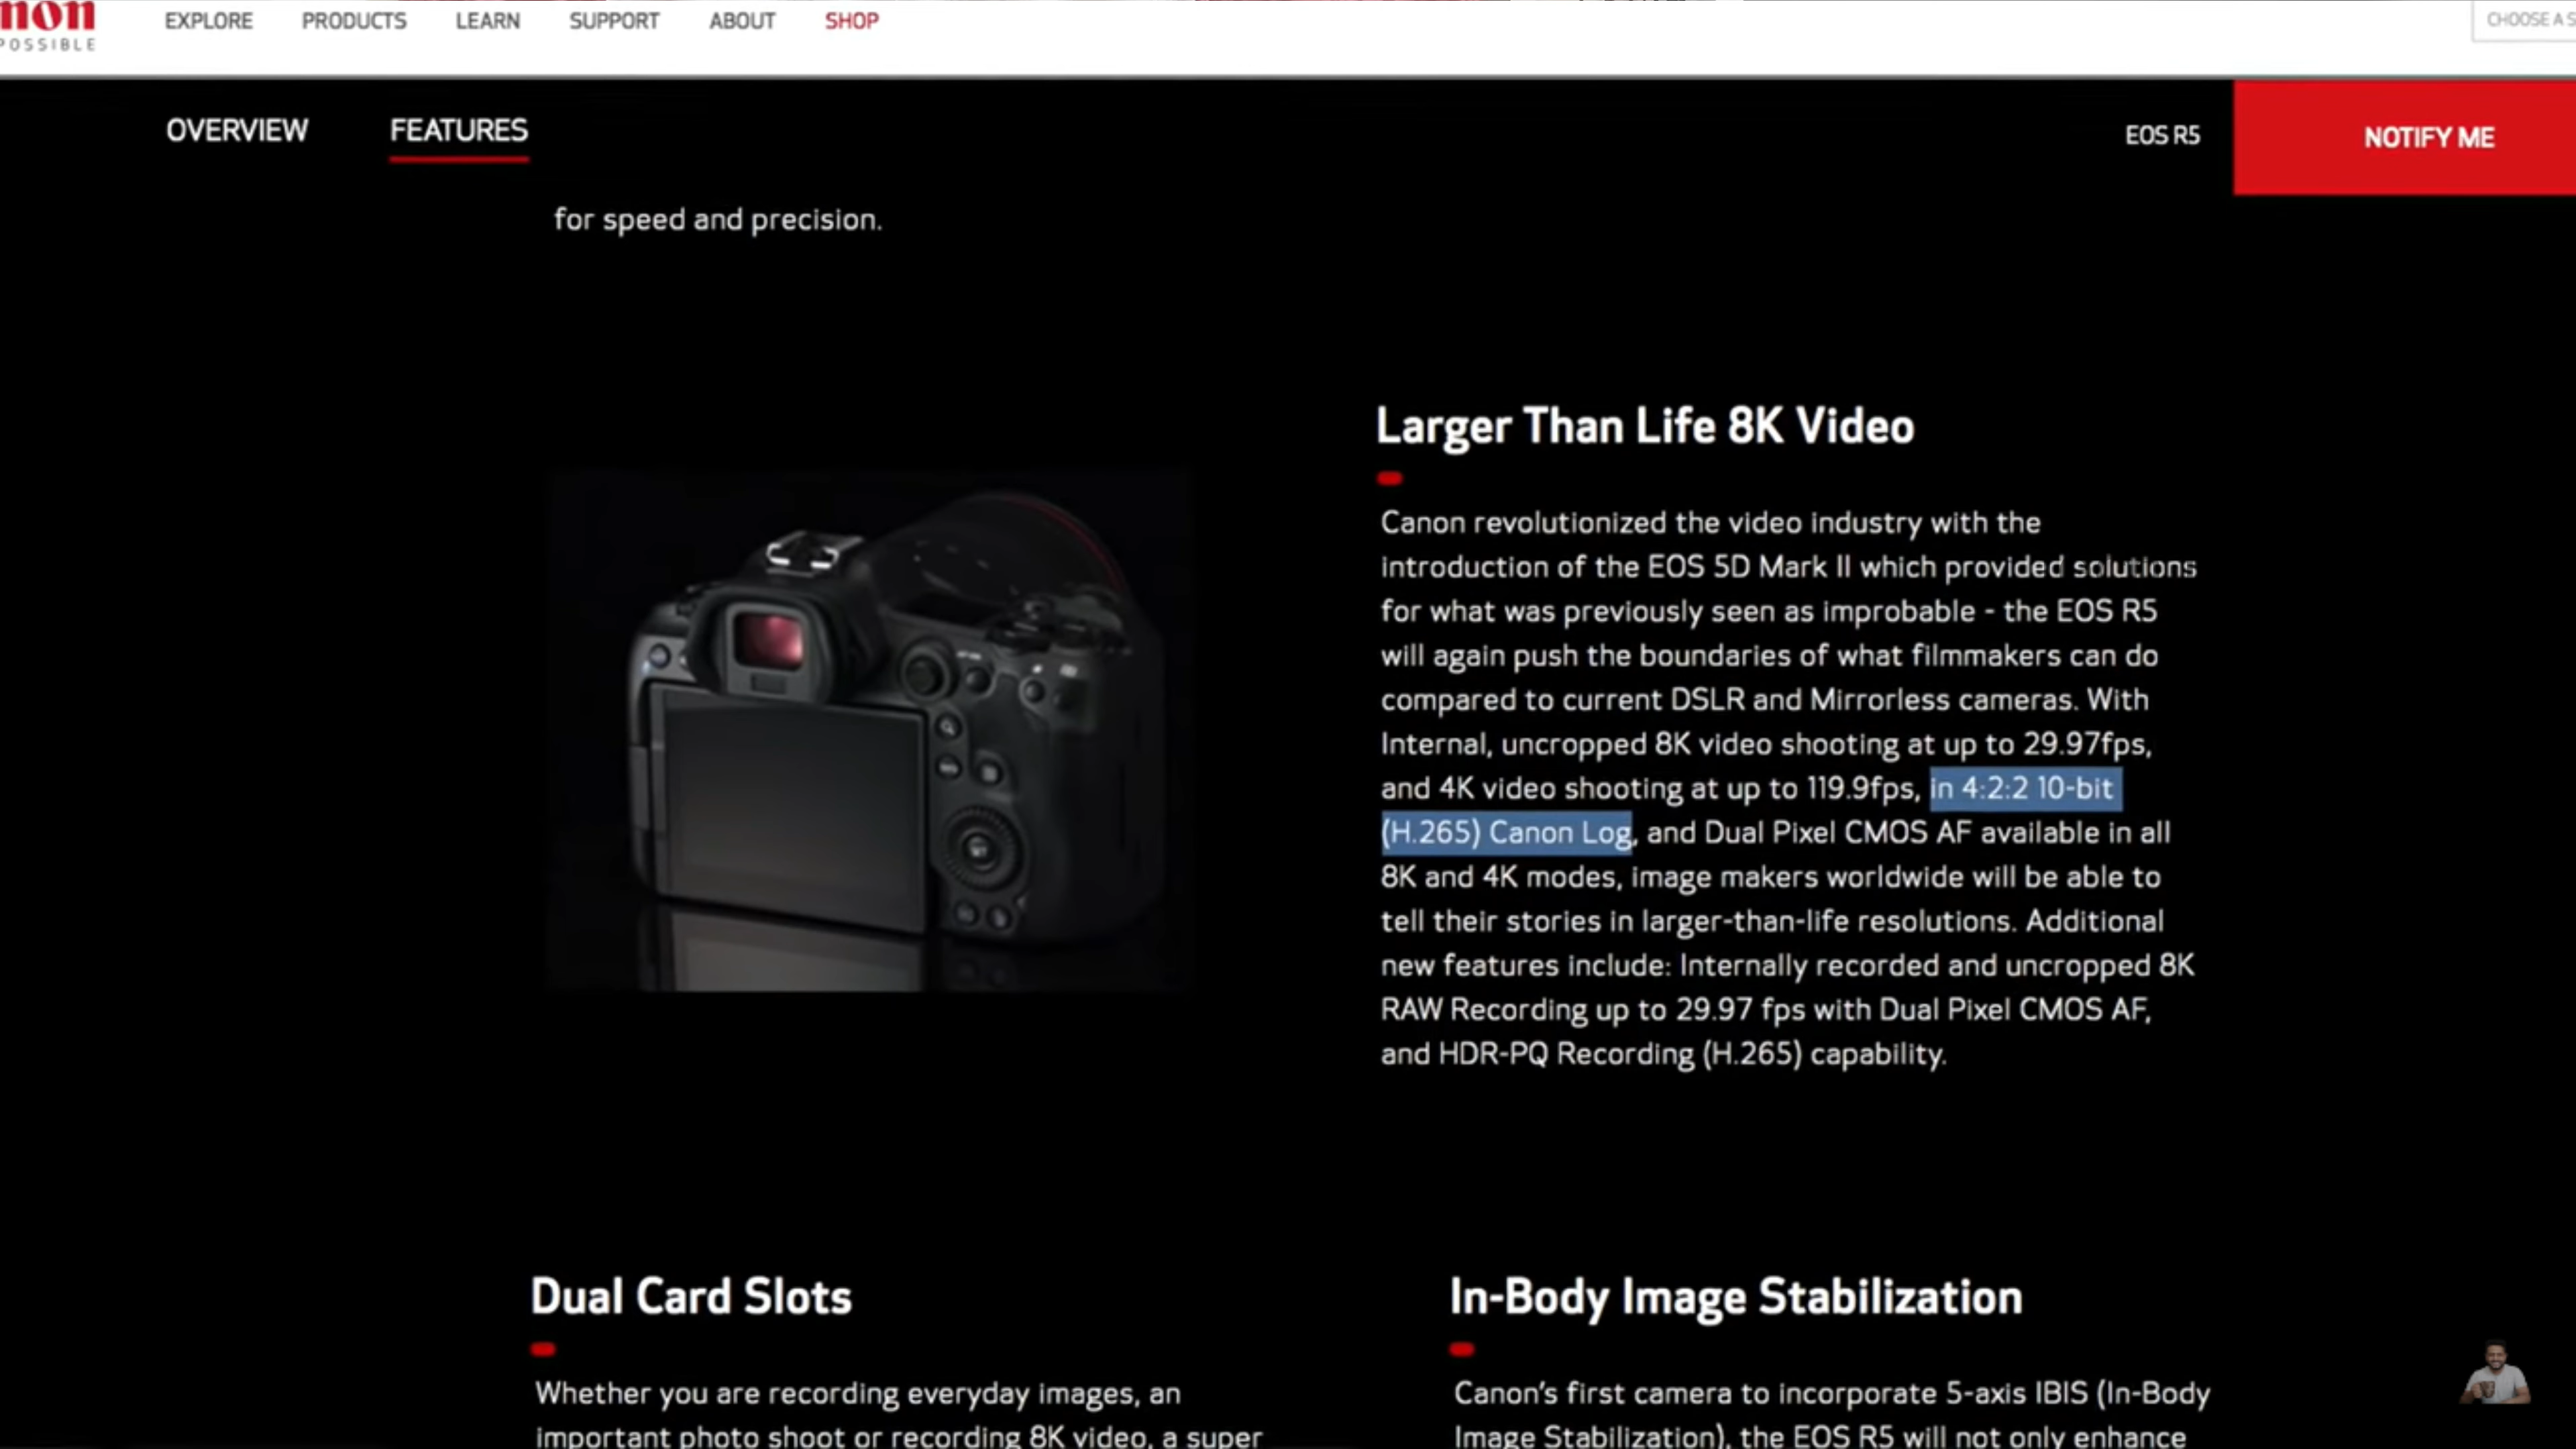 non
POSSIBLE
EXPLORE PRODUCTS LEARN SUPPORT ABOUT SHOP
CHOOSE A S
OVERVIEW FEATURES
EOS R5
NOTIFY ME
for speed and precision.
Larger Than Life 8K Video
Canon revolutionized the video industry with the
introduction of the EOS 5D Mark II which provided solutions
for what was previously seen as improbable - the EOS R5
will again push the boundaries of what filmmakers can do
compared to current DSLR and Mirrorless cameras. With
Internal, uncropped 8K video shooting at up to 29.97fps,
and 4K video shooting at up to 119.9fps, in 4:2:2 10-bit
(H.265) Canon Log, and Dual Pixel CMOS AF available in all
8K and 4K modes, image makers worldwide will be able to
tell their stories in larger-than-life resolutions. Additional
new features include: Internally recorded and uncropped 8K
RAW Recording up to 29.97 fps with Dual Pixel CMOS AF,
and HDR-PQ Recording (H.265) capability.
Dual Card Slots
Whether you are recording everyday images, an
important photo shoot or recording 8K video, a super
In-Body Image Stabilization
Canon's first camera to incorporate 5-axis IBIS (In-Body
Image Stabilization), the EOS R5 will not only enhance